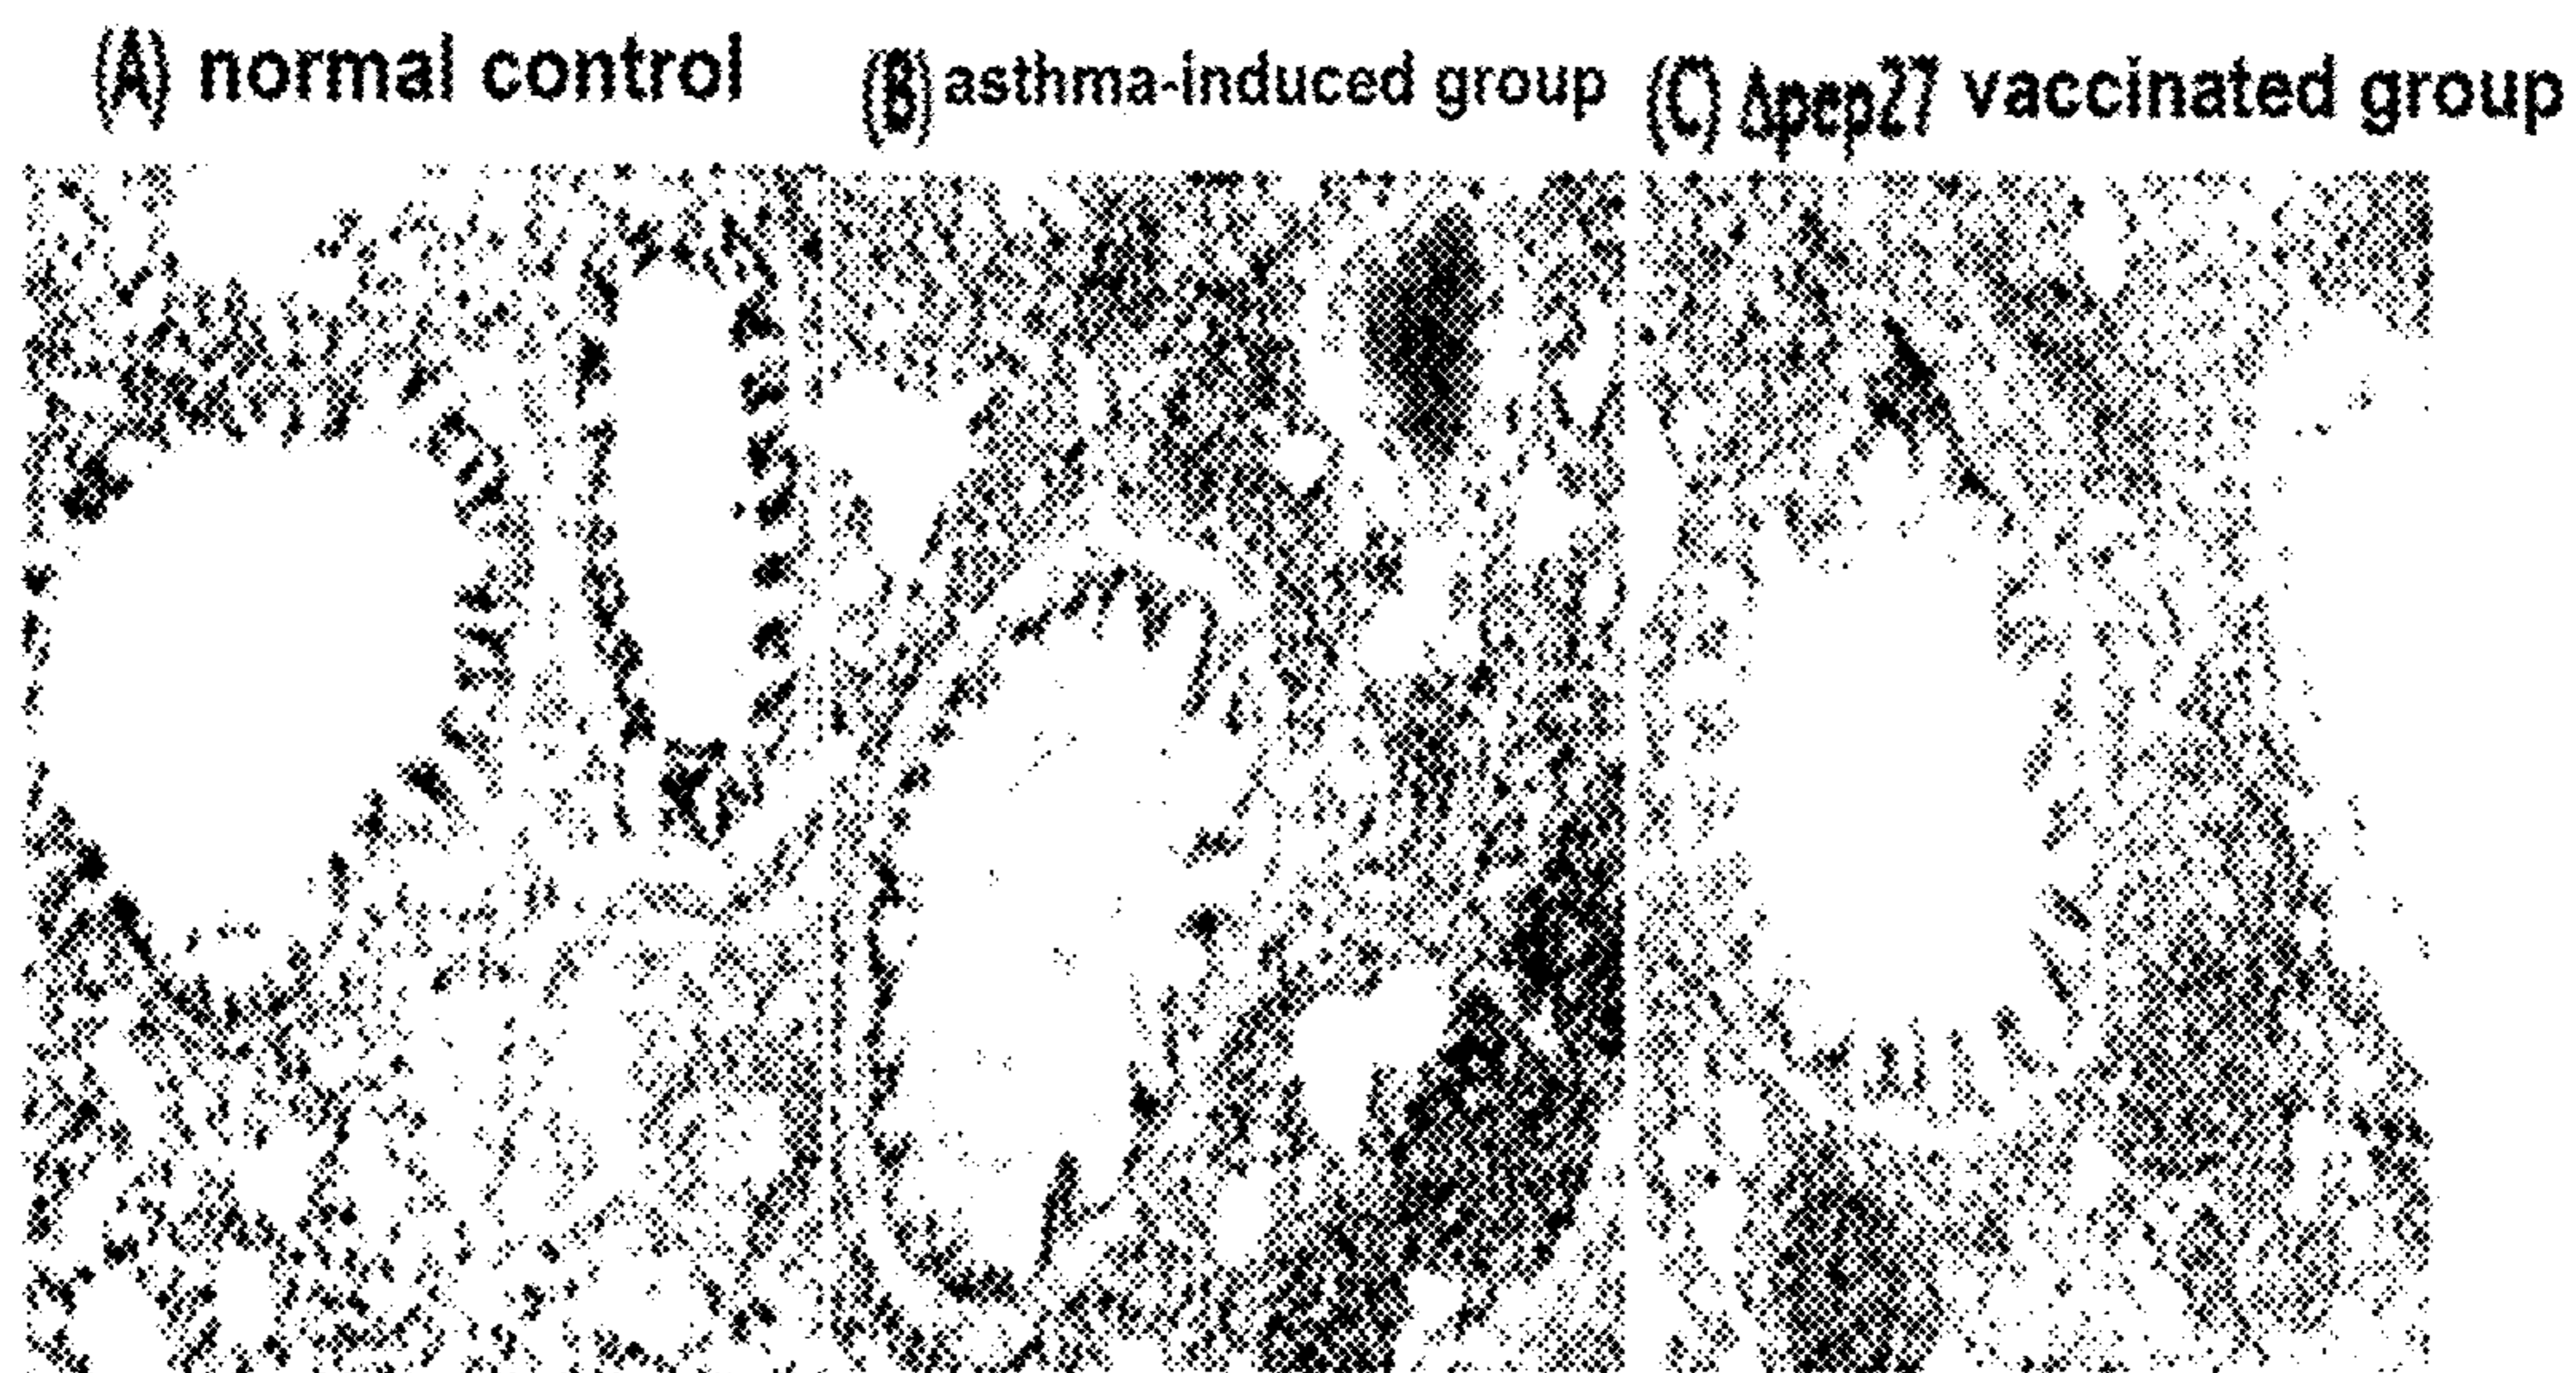 (A) normal control
(B) asthma-induced group
(C) Δpep27 vaccinated group